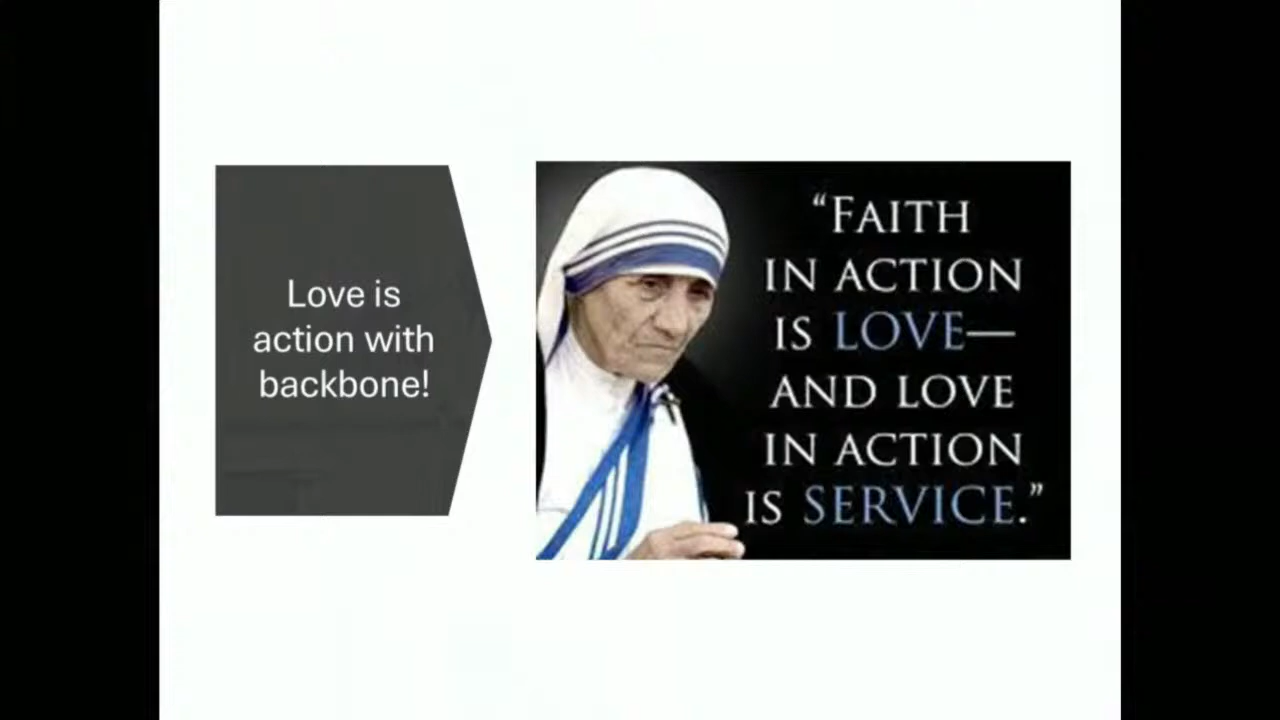 Love is
action with
backbone!
“FAITH
IN ACTION
IS LOVE—
AND LOVE
IN ACTION
IS SERVICE.”